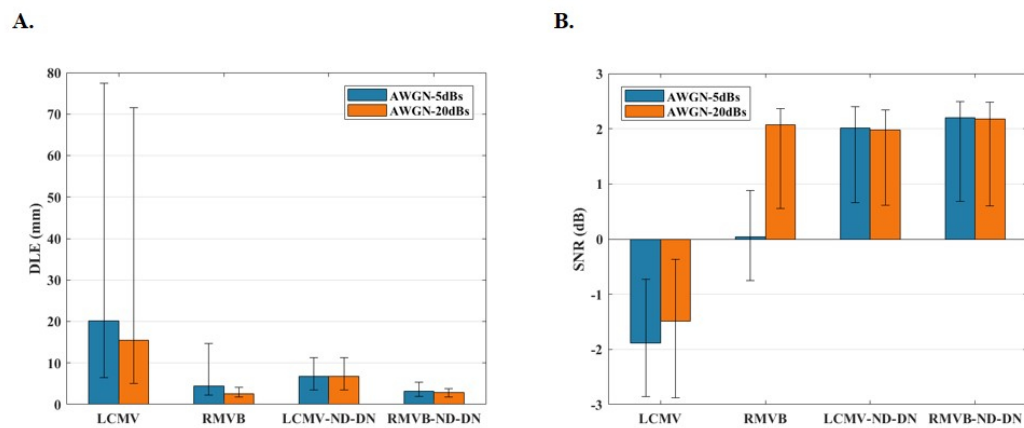 A.
B.
80
70
60
50
40
30
20
10
0
DLE (mm)
AWGN-5dBs
AWGN-20dBs
LCMV RMVB LCMV-ND-DN RMVB-ND-DN
3
2
1
0
-1
-2
-3
SNR (dB)
AWGN-5dBs
AWGN-20dBs
LCMV RMVB LCMV-ND-DN RMVB-ND-DN